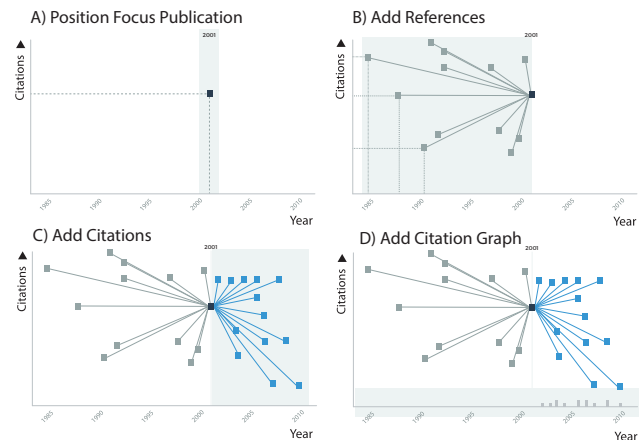 A) Position Focus Publication
2001
Citations ▲
1985 1990 1995 2000 2005 2010
Year
B) Add References
2001
Citations ▲
1985 1990 1995 2000 2005 2010
Year
C) Add Citations
2001
Citations ▲
1985 1990 1995 2000 2005 2010
Year
D) Add Citation Graph
2001
Citations ▲
1985 1990 1995 2000 2005 2010
Year